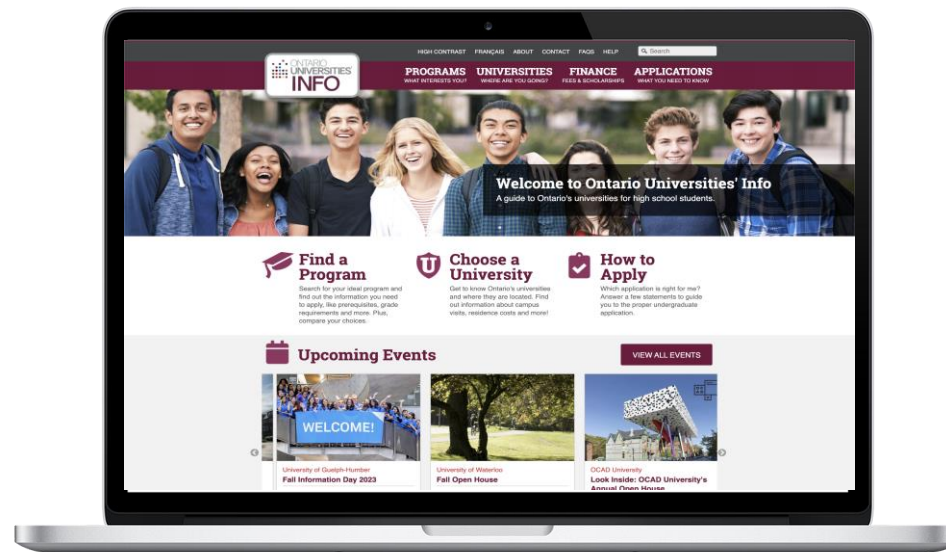 HIGH CONTRAST FRANÇAIS ABOUT CONTACT FAQS HELP Search
ONTARIO
UNIVERSITIES'
INFO
PROGRAMS UNIVERSITIES FINANCE APPLICATIONS
WHAT INTERESTS YOU? WHERE ARE YOU GOING? FEES & SCHOLARSHIPS WHAT YOU NEED TO KNOW
Welcome to Ontario Universities' Info
A guide to Ontario's universities for high school students.
Find a
Program
Search for your ideal program and
find out the information you need
to apply, like prerequisites, grade
requirements and more. Plus,
compare your choices.
Choose a
University
Get to know Ontario's universities
and where they are located. Find
out information about campus
visits, residence costs and more!
How to
Apply
Which application is right for me?
Answer a few statements to guide
you to the proper undergraduate
application.
Upcoming Events
VIEW ALL EVENTS
WELCOME!
University of Guelph-Humber
Fall Information Day 2023
University of Waterloo
Fall Open House
OCAD University
Look Inside: OCAD University's
Annual Open House